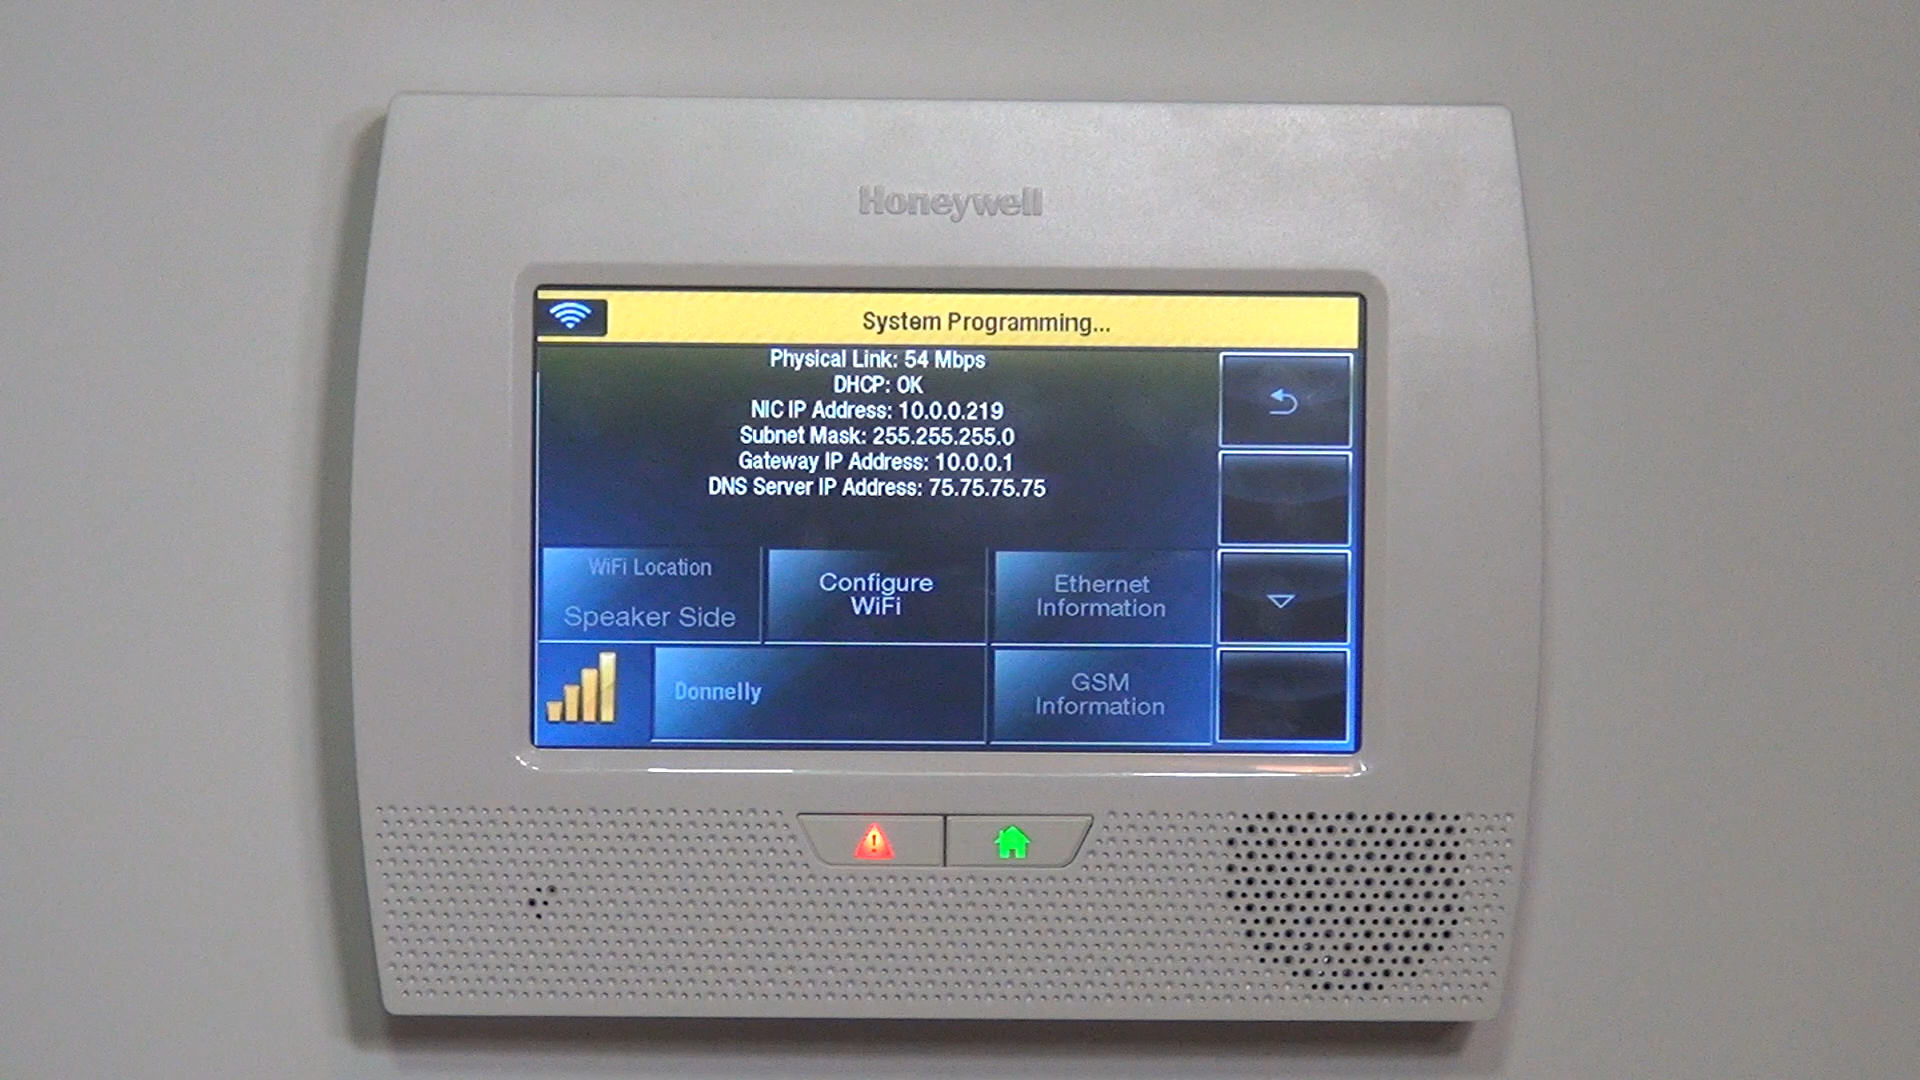 Honeywell
System Programming...
Physical Link: 54 Mbps
DHCP: OK
NIC IP Address: 10.0.0.219
Subnet Mask: 255.255.255.0
Gateway IP Address: 10.0.0.1
DNS Server IP Address: 75.75.75.75
WiFi Location
Speaker Side
Configure
WiFi
Ethernet
Information
Donnelly
GSM
Information